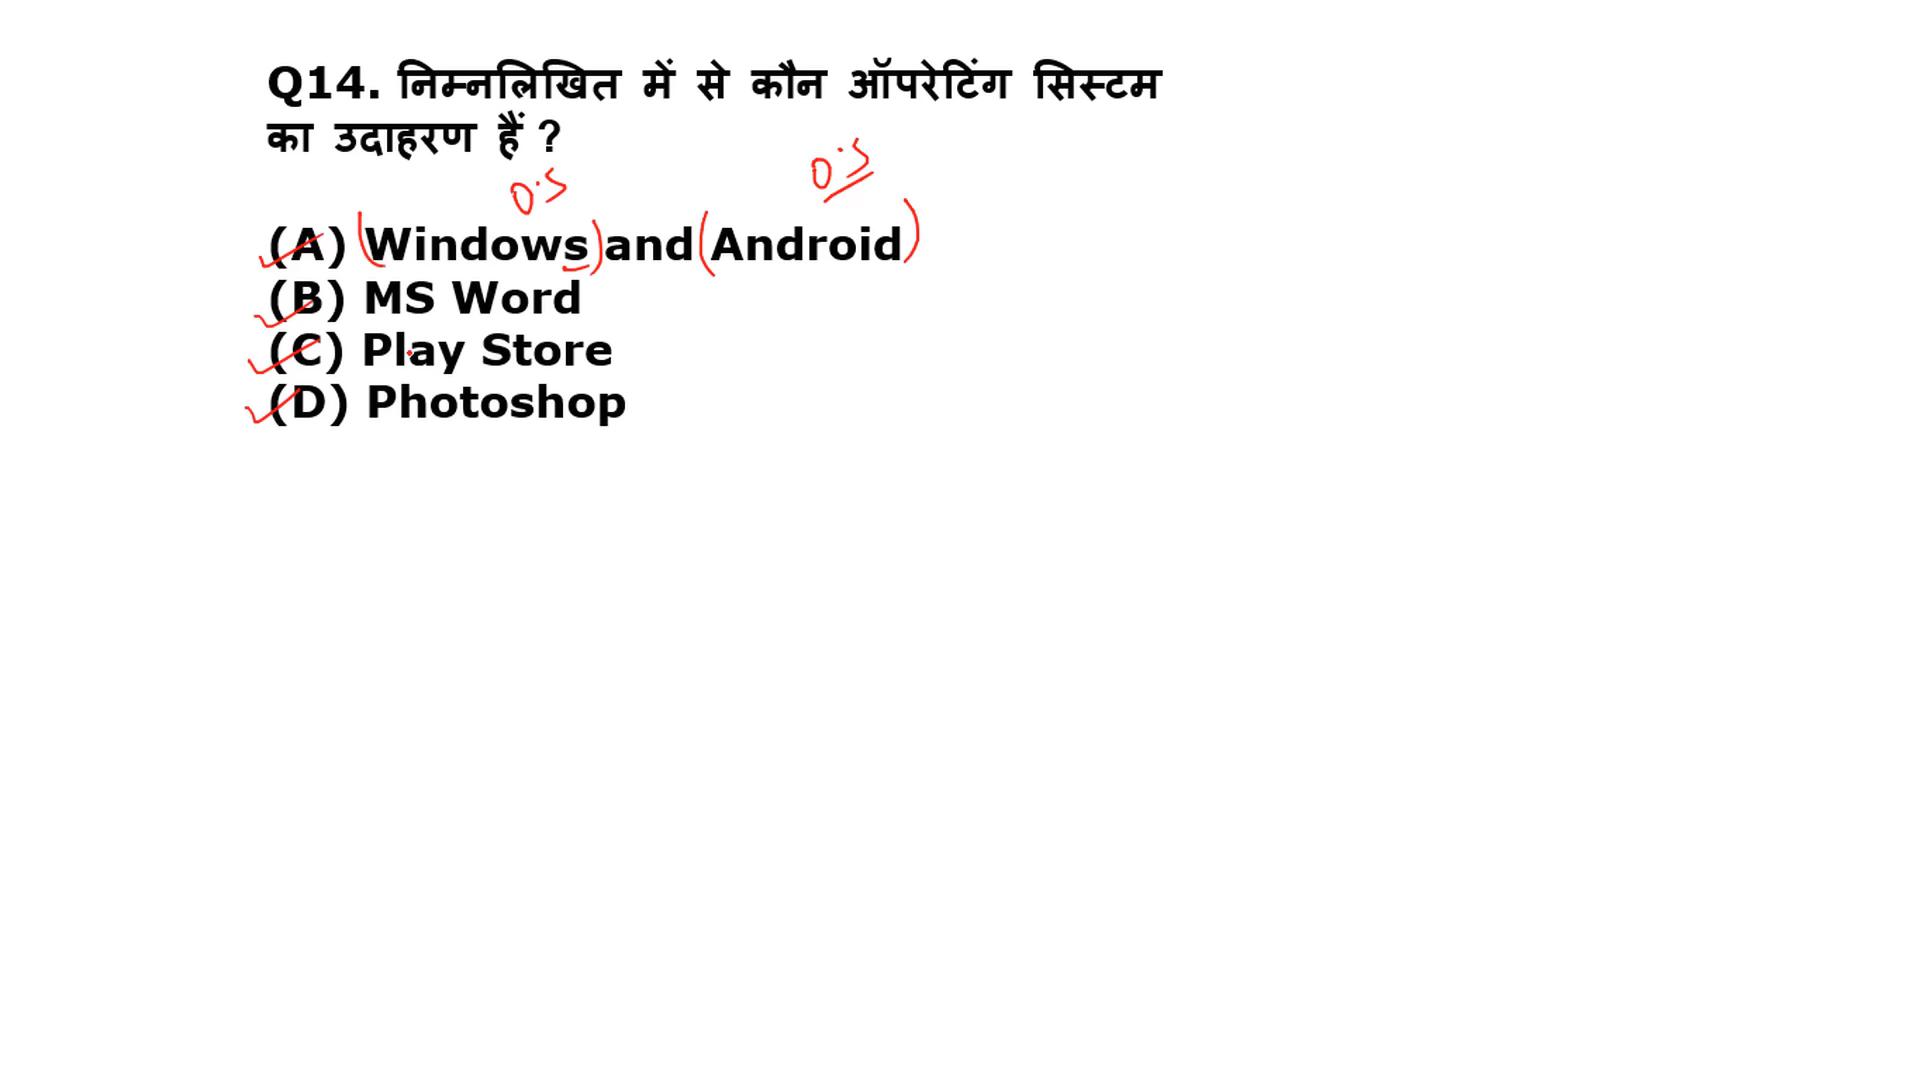 Q14. निम्नलिखित में से कौन ऑपरेटिंग सिस्टम
का उदाहरण हैं ?
O.S O.S
(A) (Windows) and (Android)
(B) MS Word
(C) Play Store
(D) Photoshop